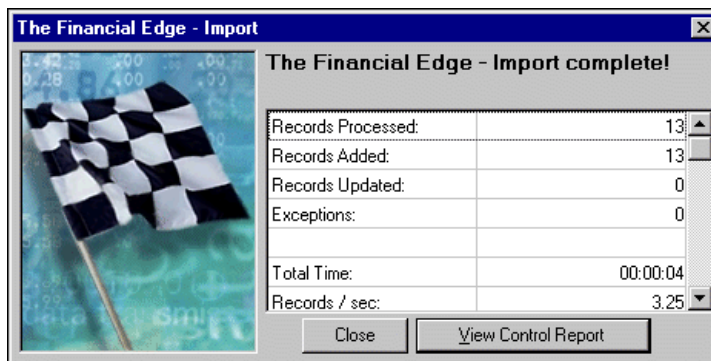 The Financial Edge - Import
The Financial Edge - Import complete!
Records Processed: 13
Records Added: 13
Records Updated: 0
Exceptions: 0
Total Time: 00:00:04
Records / sec: 3.25
Close View Control Report